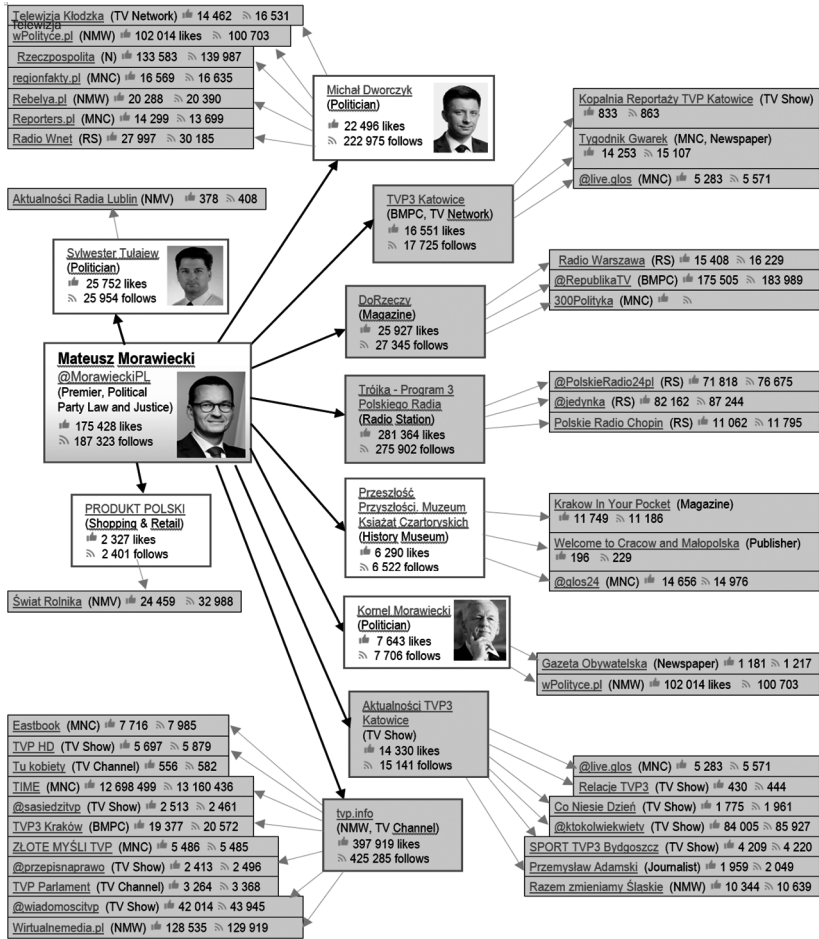 Telewizja Kłodzka (TV Network) 14 462 16 531
Telewizja
wPolityce.pl (NMW) 102 014 likes 100 703
Rzeczpospolita (N) 133 583 139 987
regionfakty.pl (MNC) 16 569 16 635
Rebelya.pl (NMW) 20 288 20 390
Reporters.pl (MNC) 14 299 13 699
Radio Wnet (RS) 27 997 30 185
Michał Dworczyk
(Politician)
22 496 likes
222 975 follows
Kopalnia Reportaży TVP Katowice (TV Show)
833 863
Tygodnik Gwarek (MNC, Newspaper)
14 253 15 107
@live.glos (MNC) 5 283 5 571
TVP3 Katowice
(BMPC, TV Network)
16 551 likes
17 725 follows
Aktualności Radia Lublin (NMV) 378 408
Sylwester Tułajew
(Politician)
25 752 likes
25 954 follows
Radio Warszawa (RS) 15 408 16 229
@RepublikaTV (BMPC) 175 505 183 989
300Polityka (MNC)
DoRzeczy
(Magazine)
25 927 likes
27 345 follows
Mateusz Morawiecki
@MorawieckiPL
(Premier, Political
Party Law and Justice)
175 428 likes
187 323 follows
Trójka - Program 3
Polskiego Radia
(Radio Station)
281 364 likes
275 902 follows
@PolskieRadio24pl (RS) 71 818 76 675
@jedynka (RS) 82 162 87 244
Polskie Radio Chopin (RS) 11 062 11 795
PRODUKT POLSKI
(Shopping & Retail)
2 327 likes
2 401 follows
Świat Rolnika (NMV) 24 459 32 988
Przeszłość
Przyszłości. Muzeum
Książąt Czartoryskich
(History Museum)
6 290 likes
6 522 follows
Krakow In Your Pocket (Magazine)
11 749 11 186
Welcome to Cracow and Małopolska (Publisher)
196 229
@glos24 (MNC) 14 656 14 976
Kornel Morawiecki
(Politician)
7 643 likes
7 706 follows
Gazeta Obywatelska (Newspaper) 1 181 1 217
wPolityce.pl (NMW) 102 014 likes 100 703
Aktualności TVP3
Katowice
(TV Show)
14 330 likes
15 141 follows
@live.glos (MNC) 5 283 5 571
Relacje TVP3 (TV Show) 430 444
Co Niesie Dzień (TV Show) 1 775 1 961
@ktokolwiekwietv (TV Show) 84 005 85 927
SPORT TVP3 Bydgoszcz (TV Show) 4 209 4 220
Przemysław Adamski (Journalist) 1 959 2 049
Razem zmieniamy Śląskie (NMW) 10 344 10 639
Eastbook (MNC) 7 716 7 985
TVP HD (TV Show) 5 697 5 879
Tu kobiety (TV Channel) 556 582
TIME (MNC) 12 698 499 13 160 436
@sasiedzitvp (TV Show) 2 513 2 461
TVP3 Kraków (BMPC) 19 377 20 572
ZŁOTE MYŚLI TVP (MNC) 5 486 5 485
@przepisnaprawo (TV Show) 2 413 2 496
TVP Parlament (TV Channel) 3 264 3 368
@wiadomoscitvp (TV Show) 42 014 43 945
Wirtualnemedia.pl (NMW) 128 535 129 919
tvp.info
(NMW, TV Channel)
397 919 likes
425 285 follows